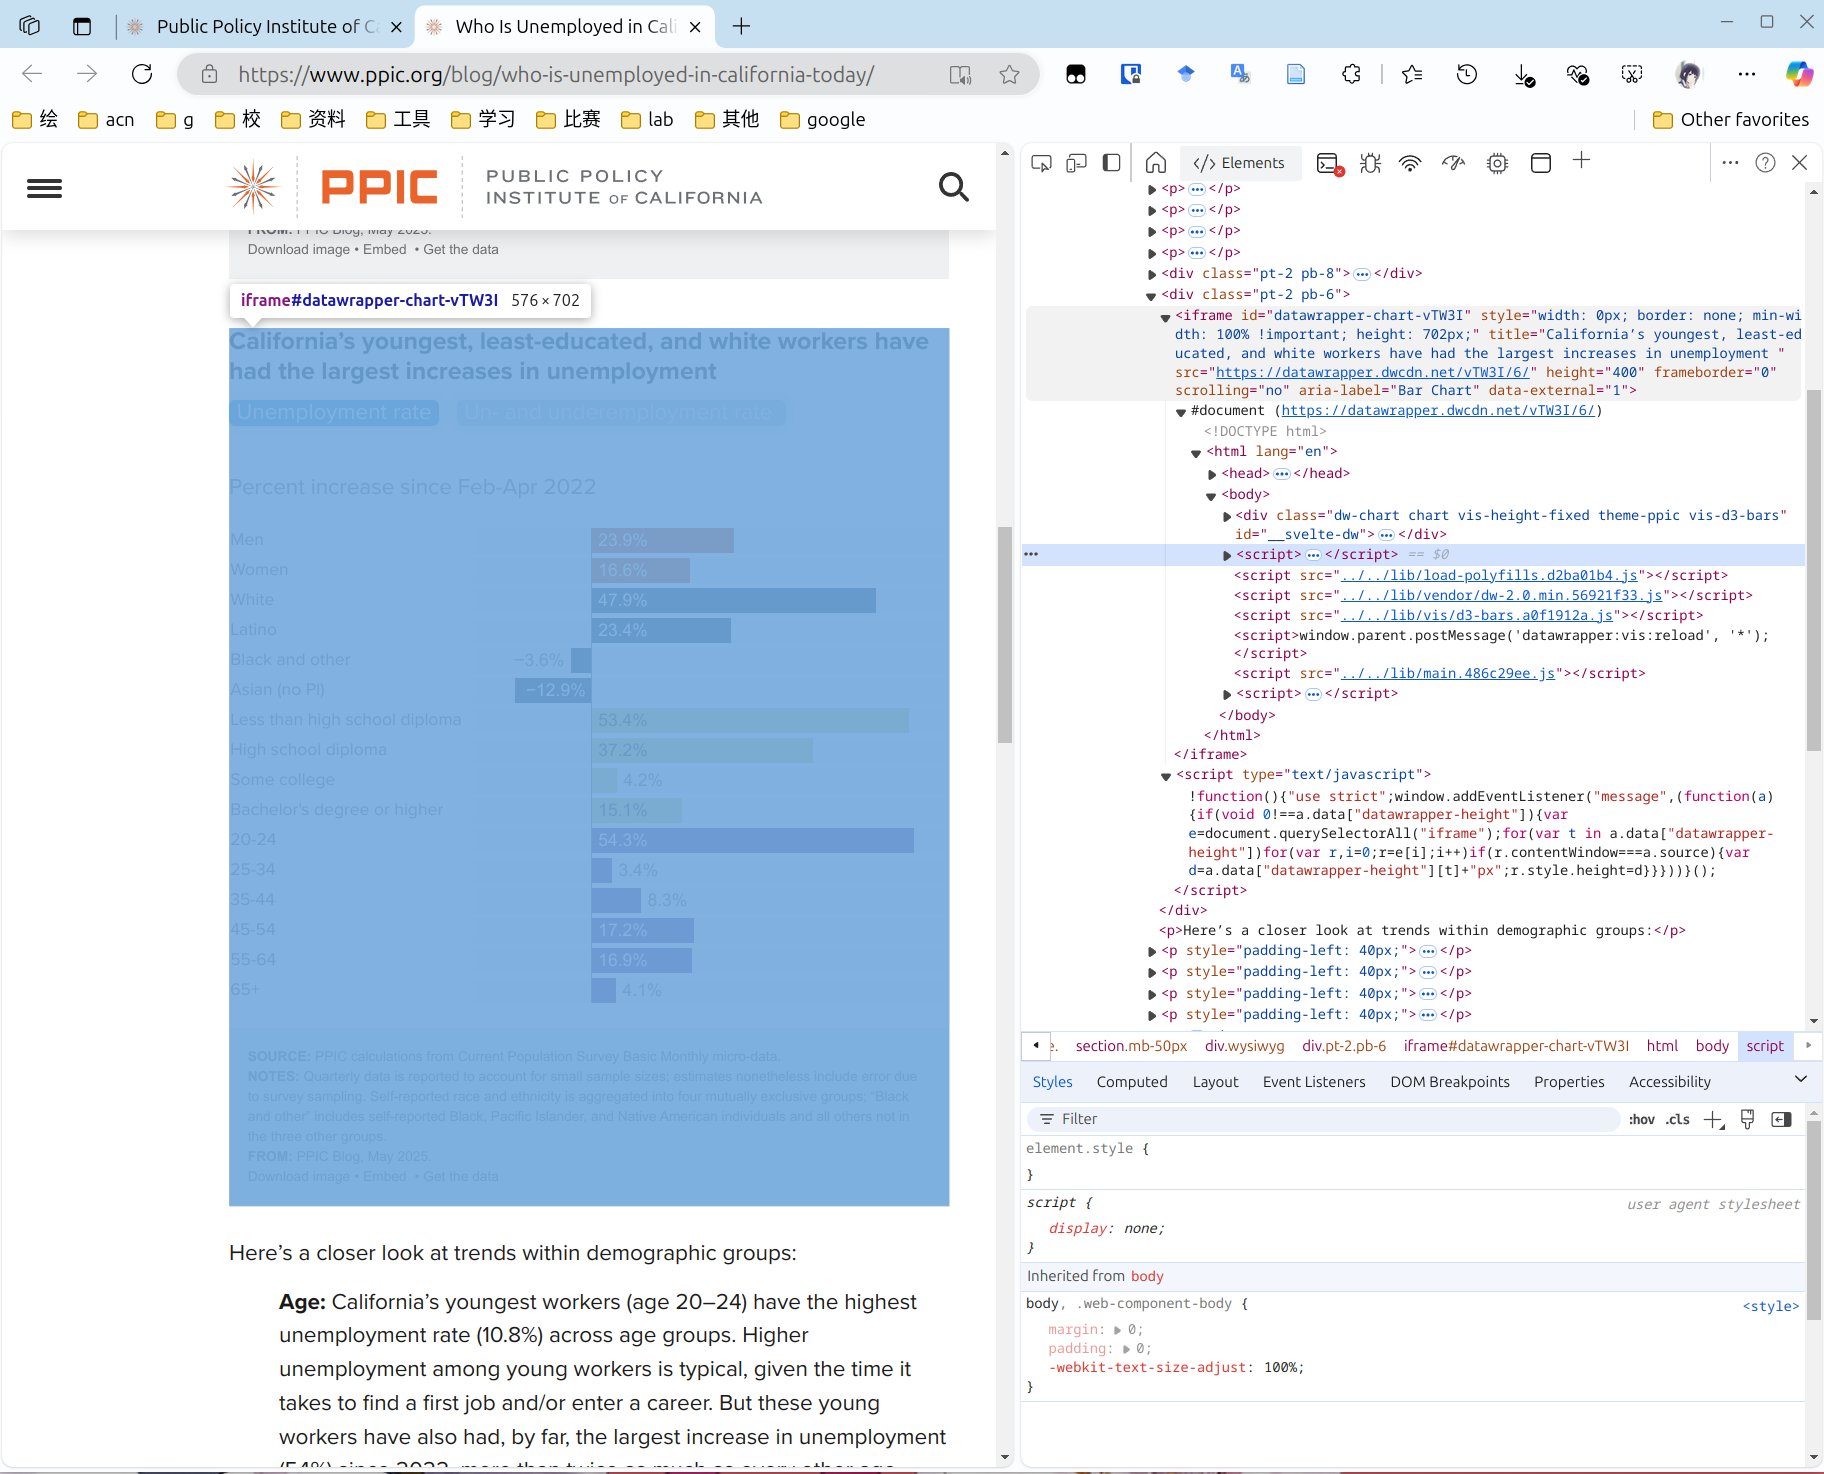 Public Policy Institute of C
Who Is Unemployed in Cali
https://www.ppic.org/blog/who-is-unemployed-in-california-today/
绘
acn
g
校
资料
工具
学习
比赛
lab
其他
google
Other favorites
PPIC
PUBLIC POLICY
INSTITUTE OF CALIFORNIA
FROM: PPIC Blog, May 2025.
Download image • Embed • Get the data
iframe#datawrapper-chart-vTW3I 576 × 702
California’s youngest, least-educated, and white workers have
had the largest increases in unemployment
Unemployment rate Un- and underemployment rate
Percent increase since Feb-Apr 2022
Men 23.9%
Women 16.6%
White 47.9%
Latino 23.4%
Black and other −3.6%
Asian (no PI) −12.9%
Less than high school diploma 53.4%
High school diploma 37.2%
Some college 4.2%
Bachelor's degree or higher 15.1%
20-24 54.3%
25-34 3.4%
35-44 8.3%
45-54 17.2%
55-64 16.9%
65+ 4.1%
SOURCE: PPIC calculations from Current Population Survey Basic Monthly micro-data.
NOTES: Quarterly data is reported to account for small sample sizes; estimates nonetheless include error due
to survey sampling. Self-reported race and ethnicity is aggregated into four mutually exclusive groups; "Black
and other" includes self-reported Black, Pacific Islander, and Native American individuals and all others not in
the three other groups.
FROM: PPIC Blog, May 2025.
Download image • Embed • Get the data
Here’s a closer look at trends within demographic groups:
Age: California’s youngest workers (age 20–24) have the highest
unemployment rate (10.8%) across age groups. Higher
unemployment among young workers is typical, given the time it
takes to find a first job and/or enter a career. But these young
workers have also had, by far, the largest increase in unemployment
(54%) since 2022, more than twice as much as every other age
</> Elements
<p>•••</p>
<p>•••</p>
<p>•••</p>
<p>•••</p>
<div class="pt-2 pb-8">•••</div>
<div class="pt-2 pb-6">
<iframe id="datawrapper-chart-vTW3I" style="width: 0px; border: none; min-wi
dth: 100% !important; height: 702px;" title="California’s youngest, least-ed
ucated, and white workers have had the largest increases in unemployment "
src="https://datawrapper.dwcdn.net/vTW3I/6/" height="400" frameborder="0"
scrolling="no" aria-label="Bar Chart" data-external="1">
#document (https://datawrapper.dwcdn.net/vTW3I/6/)
<!DOCTYPE html>
<html lang="en">
<head>•••</head>
<body>
<div class="dw-chart chart vis-height-fixed theme-ppic vis-d3-bars"
id="__svelte-dw">•••</div>
<script>•••</script> == $0
<script src="../../lib/load-polyfills.d2ba01b4.js"></script>
<script src="../../lib/vendor/dw-2.0.min.56921f33.js"></script>
<script src="../../lib/vis/d3-bars.a0f1912a.js"></script>
<script>window.parent.postMessage('datawrapper:vis:reload', '*');
</script>
<script src="../../lib/main.486c29ee.js"></script>
<script>•••</script>
</body>
</html>
</iframe>
<script type="text/javascript">
!function(){"use strict";window.addEventListener("message",(function(a)
{if(void 0!==a.data["datawrapper-height"]){var
e=document.querySelectorAll("iframe");for(var t in a.data["datawrapper-
height"])for(var r,i=0;r=e[i];i++)if(r.contentWindow===a.source){var
d=a.data["datawrapper-height"][t]+"px";r.style.height=d}}}))}();
</script>
</div>
<p>Here’s a closer look at trends within demographic groups:</p>
<p style="padding-left: 40px;">•••</p>
<p style="padding-left: 40px;">•••</p>
<p style="padding-left: 40px;">•••</p>
<p style="padding-left: 40px;">•••</p>
e. section.mb-50px div.wysiwyg div.pt-2.pb-6 iframe#datawrapper-chart-vTW3I html body script
Styles Computed Layout Event Listeners DOM Breakpoints Properties Accessibility
Filter :hov .cls
element.style {
}
script { user agent stylesheet
display: none;
}
Inherited from body
body, .web-component-body { <style>
margin: 0;
padding: 0;
-webkit-text-size-adjust: 100%;
}